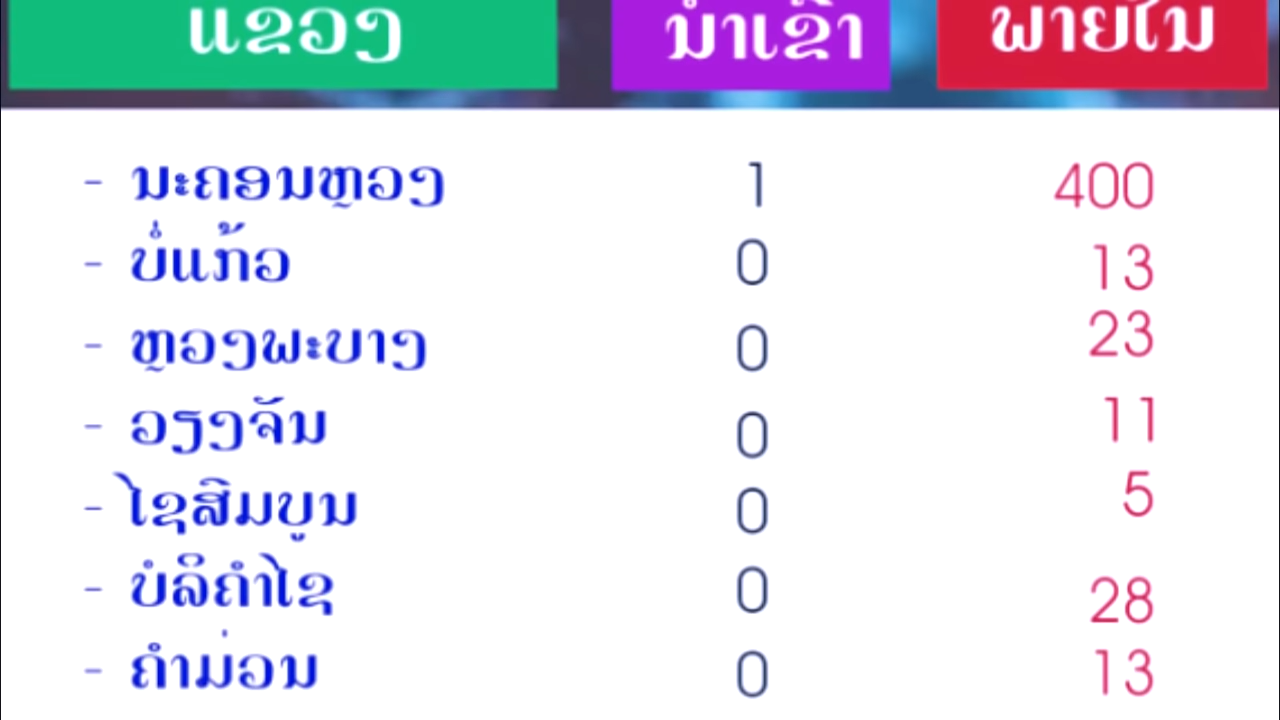 ແຂວງ ນໍາເຂົ້າ ພາຍໃນ
- ນະຄອນຫຼວງ 1 400
- ບໍ່ແກ້ວ 0 13
- ຫຼວງພະບາງ 0 23
- ວຽງຈັນ 0 11
- ໄຊສົມບູນ 0 5
- ບໍລິຄໍາໄຊ 0 28
- ຄໍາມ່ວນ 0 13